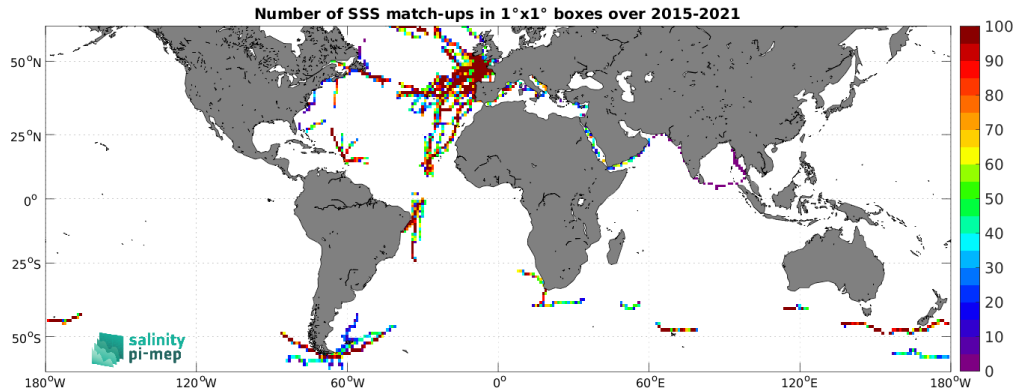 Number of SSS match-ups in 1°x1° boxes over 2015-2021
50°N
25°N
0°
25°S
50°S
180°W
120°W
60°W
0°
60°E
120°E
180°W
100
90
80
70
60
50
40
30
20
10
0
salinity
pi-mep